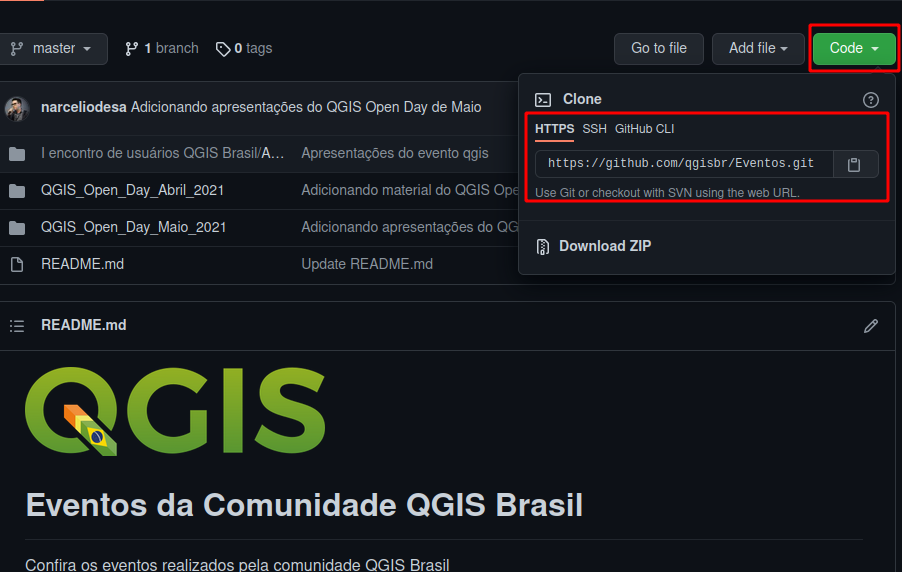 master 1 branch 0 tags Go to file Add file Code
narceliodesa Adicionando apresentações do QGIS Open Day de Maio
Clone
HTTPS SSH GitHub CLI
https://github.com/qgisbr/Eventos.git
Use Git or checkout with SVN using the web URL.
Download ZIP
I encontro de usuários QGIS Brasil/A... Apresentações do evento qgis
QGIS_Open_Day_Abril_2021 Adicionando material do QGIS Ope
QGIS_Open_Day_Maio_2021 Adicionando apresentações do QG
README.md Update README.md
README.md
QGIS
Eventos da Comunidade QGIS Brasil
Confira os eventos realizados pela comunidade QGIS Brasil